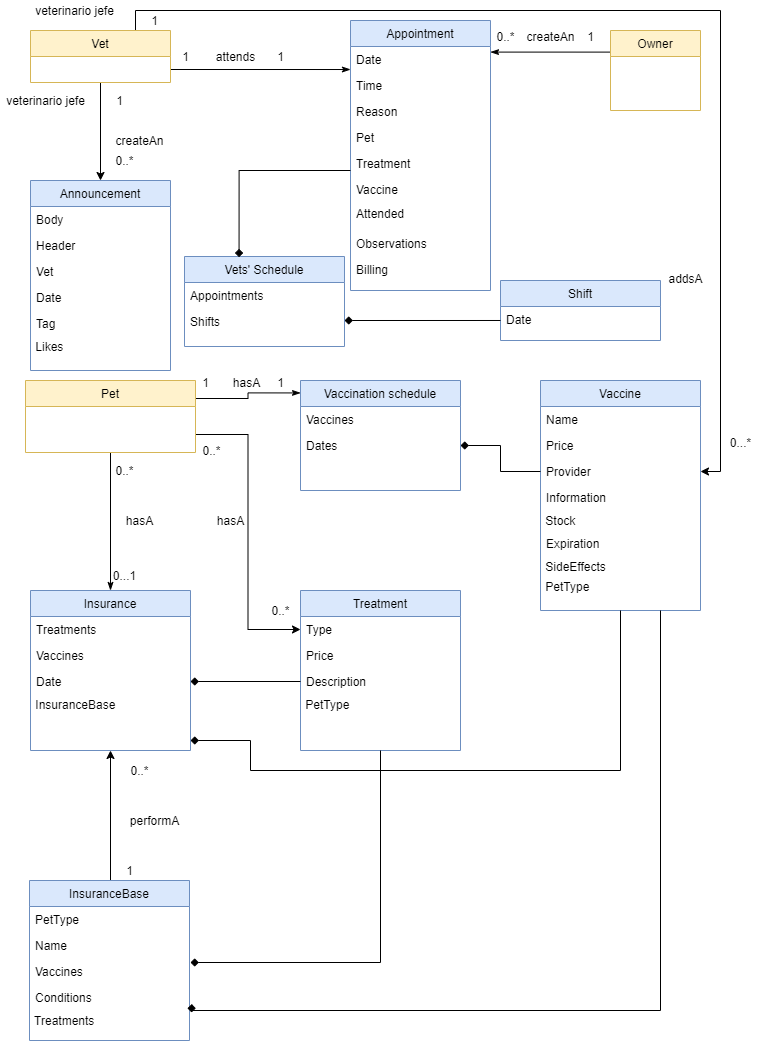 veterinario jefe
1
Vet
1 attends 1
Appointment
Date
Time
Reason
Pet
Treatment
Vaccine
Attended
Observations
Billing
0..* createAn 1
Owner
veterinario jefe 1
createAn
0..*
Announcement
Body
Header
Vet
Date
Tag
Likes
Vets' Schedule
Appointments
Shifts
Shift
Date
addsA
0...*
Pet
1 hasA 1
Vaccination schedule
Vaccines
Dates
Vaccine
Name
Price
Provider
Information
Stock
Expiration
SideEffects
PetType
0..*
0..*
hasA
hasA
0...1
0..*
Insurance
Treatments
Vaccines
Date
InsuranceBase
Treatment
Type
Price
Description
PetType
0..*
performA
1
InsuranceBase
PetType
Name
Vaccines
Conditions
Treatments